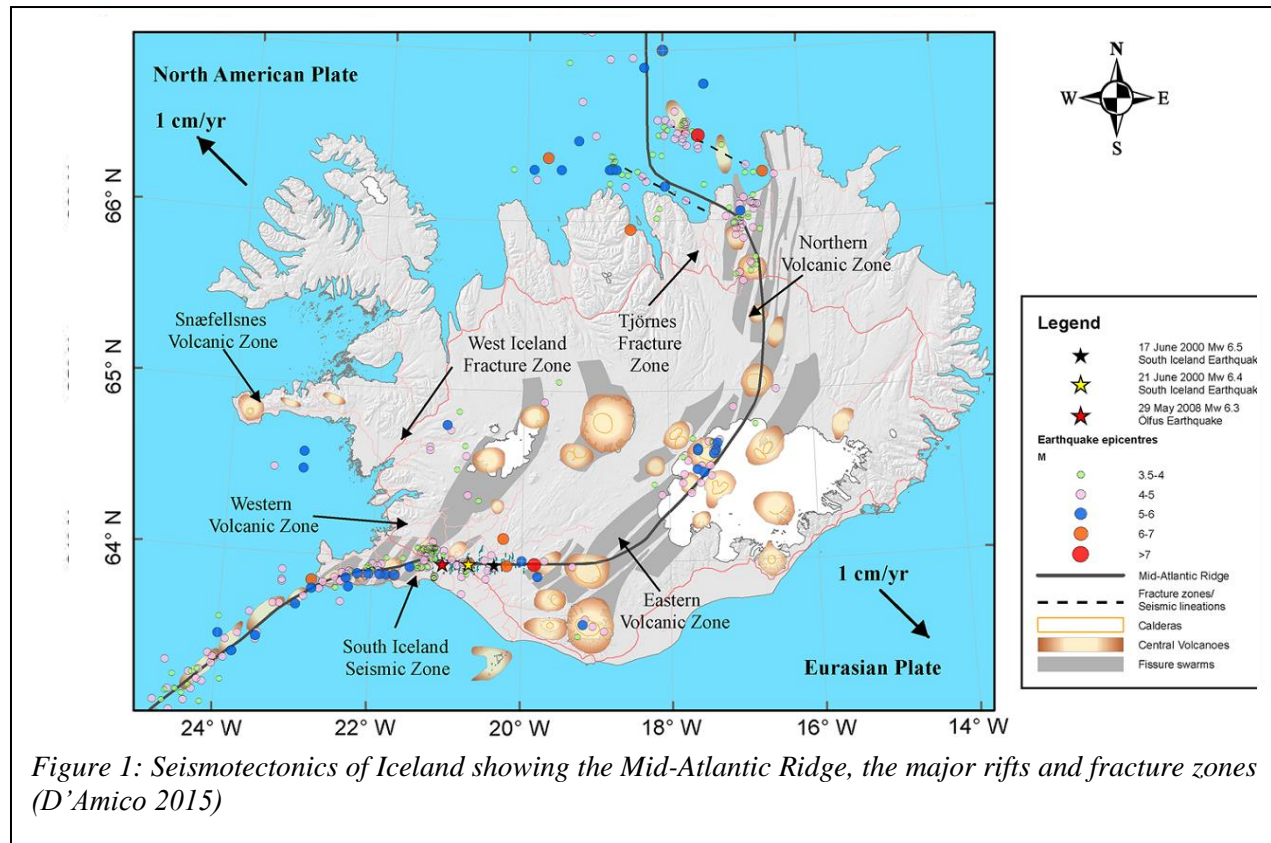 North American Plate
1 cm/yr
N
W
E
S
66° N
65° N
64° N
Snæfellsnes
Volcanic Zone
West Iceland
Fracture Zone
Tjörnes
Fracture
Zone
Northern
Volcanic Zone
Western
Volcanic Zone
South Iceland
Seismic Zone
Eastern
Volcanic Zone
1 cm/yr
Eurasian Plate
24° W
22° W
20° W
18° W
16° W
14° W
Legend
17 June 2000 Mw 6.5
South Iceland Earthquak
21 June 2000 Mw 6.4
South Iceland Earthquak
29 May 2008 Mw 6.3
Ölfus Earthquake
Earthquake epicentres
M
3.5-4
4-5
5-6
6-7
>7
Mid-Atlantic Ridge
Fracture zones/
Seismic lineations
Calderas
Central Volcanoes
Fissure swarms
Figure 1: Seismotectonics of Iceland showing the Mid-Atlantic Ridge, the major rifts and fracture zones
(D’Amico 2015)